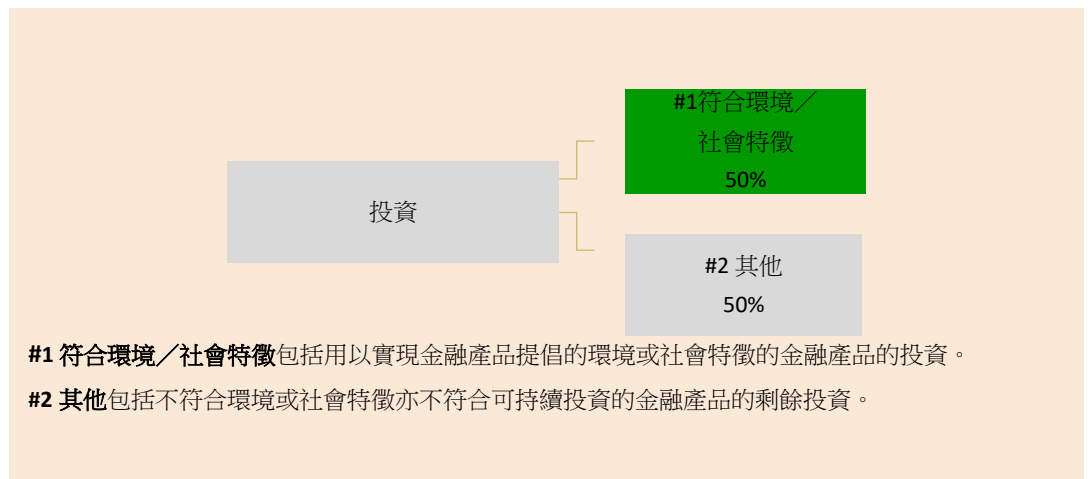 #1符合環境╱
社會特徵
50%
投資
#2 其他
50%
#1 符合環境╱社會特徵包括用以實現金融產品提倡的環境或社會特徵的金融產品的投資。
#2 其他包括不符合環境或社會特徵亦不符合可持續投資的金融產品的剩餘投資。